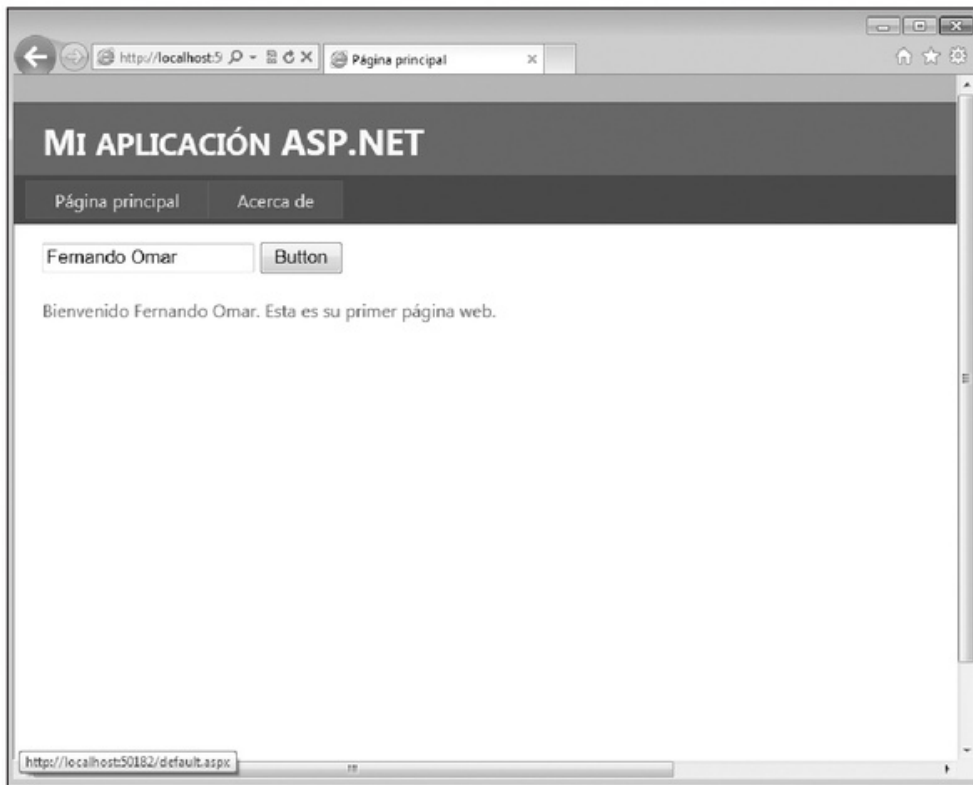 http://localhost:5
Página principal
MI APLICACIÓN ASP.NET
Página principal
Acerca de
Fernando Omar
Button
Bienvenido Fernando Omar. Esta es su primer página web.
http://localhost:50182/default.aspx